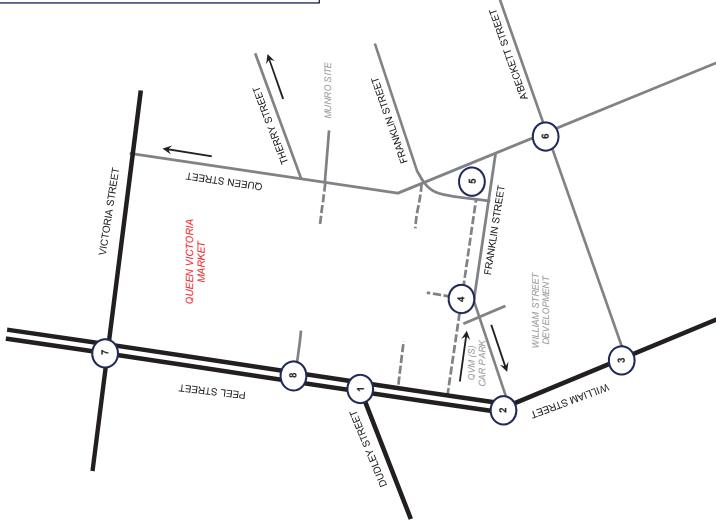 ABECKETT STREET
MUNRO SITE
FRANKLIN STREET
THERRY STREET
QUEEN STREET
VICTORIA STREET
QUEEN VICTORIA
MARKET
FRANKLIN STREET
WILLIAM STREET
DEVELOPMENT
QVM (S)
CAR PARK
PEEL STREET
DUDLEY STREET
WILLIAM STREET
6
5
4
7
8
1
2
3